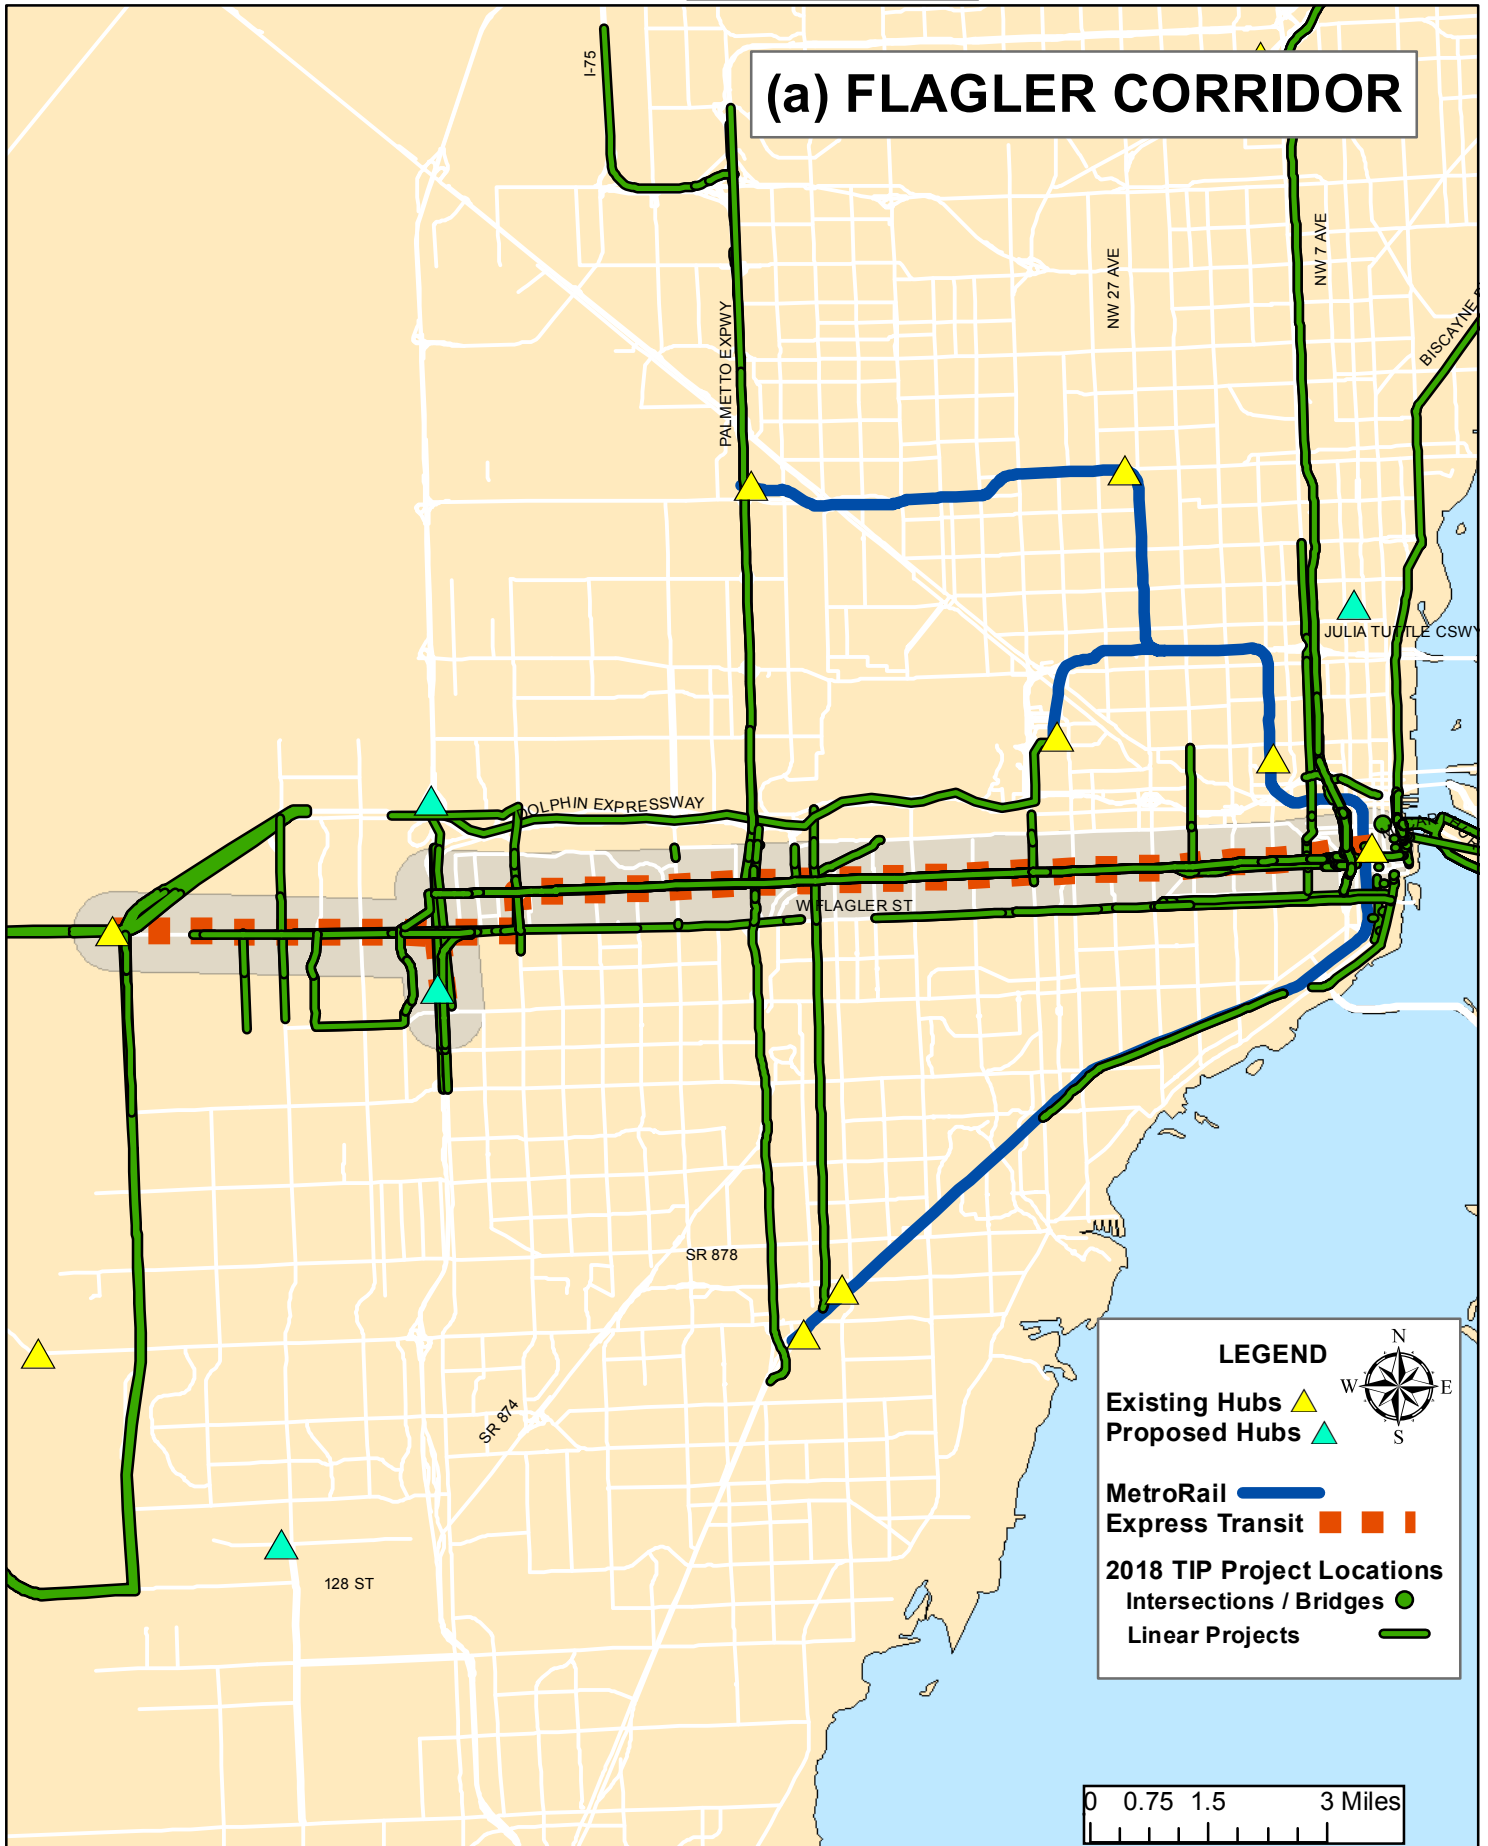 (a) FLAGLER CORRIDOR
I-75
NW 7 AVE
NW 27 AVE
BISCAYNE
PALMETTO EXPWY
JULIA TUTTLE CSWY
DOLPHIN EXPRESSWAY
W FLAGLER ST
SR 878
SR 874
128 ST
LEGEND
N
W E
S
Existing Hubs
Proposed Hubs
MetroRail
Express Transit
2018 TIP Project Locations
Intersections / Bridges
Linear Projects
0 0.75 1.5 3 Miles